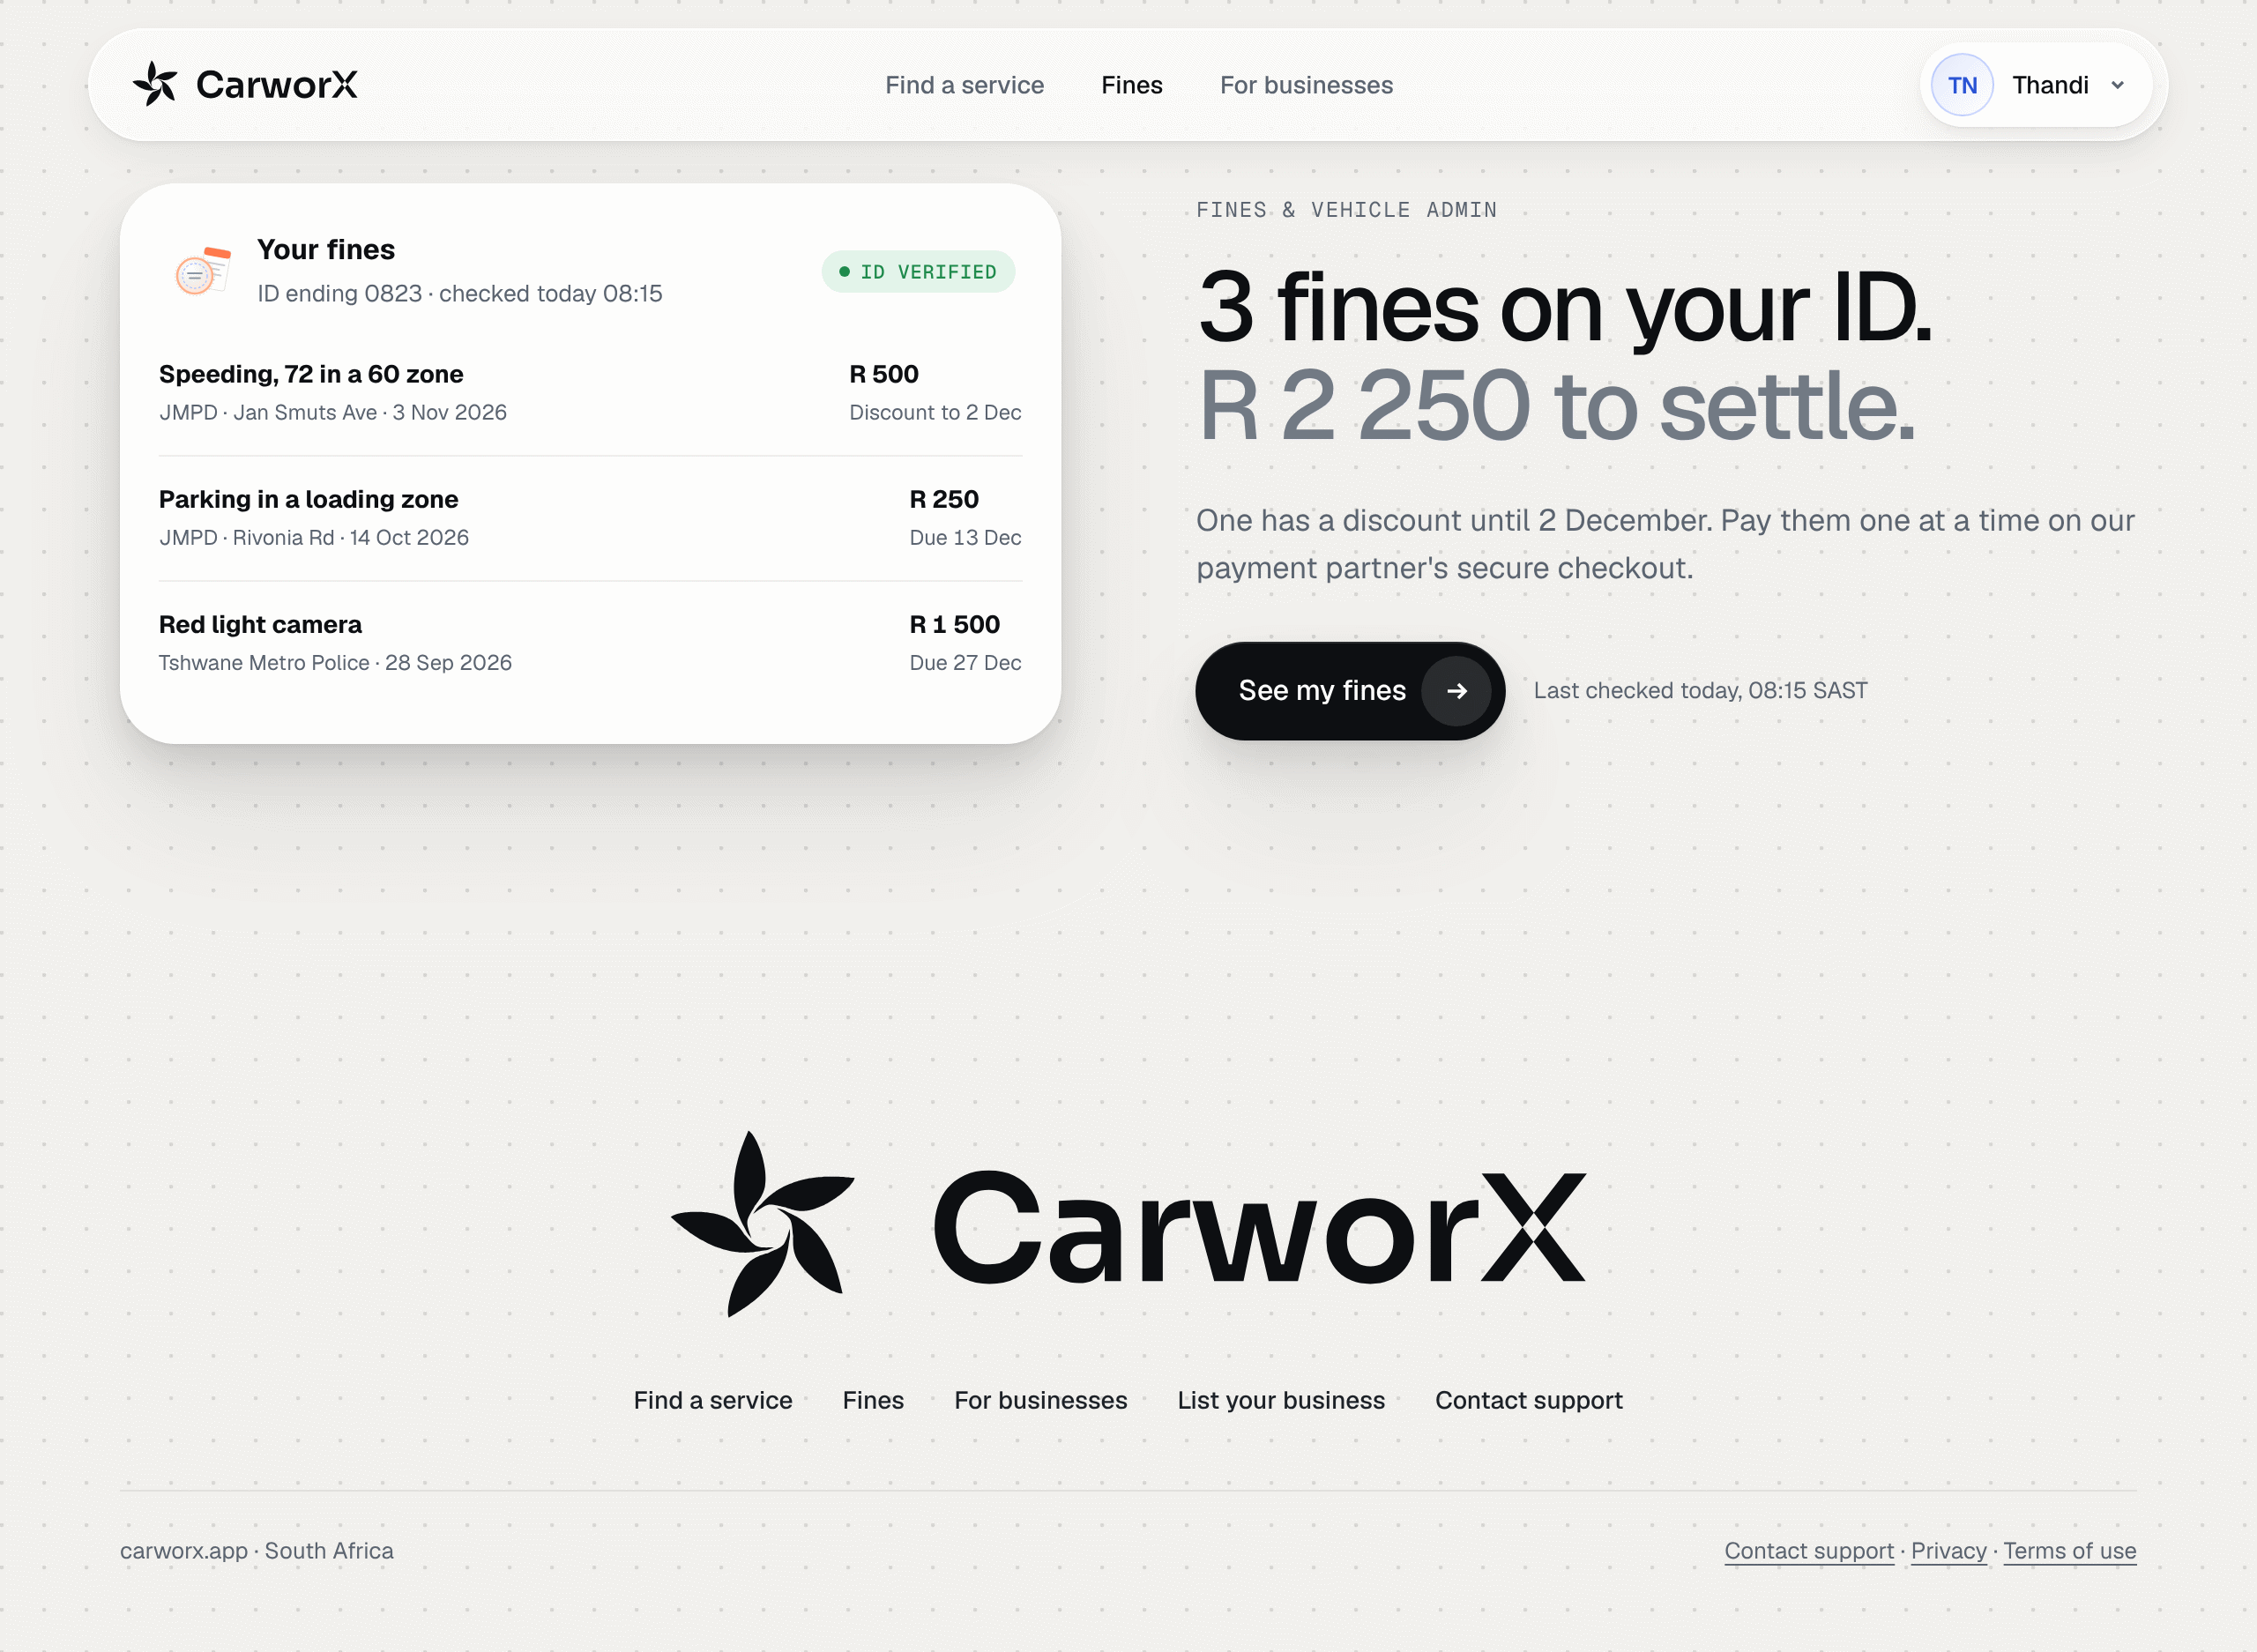 CarworX
Find a service
Fines
For businesses
TN
Thandi
Your fines
ID ending 0823 · checked today 08:15
ID VERIFIED
Speeding, 72 in a 60 zone
R 500
JMPD · Jan Smuts Ave · 3 Nov 2026
Discount to 2 Dec
Parking in a loading zone
R 250
JMPD · Rivonia Rd · 14 Oct 2026
Due 13 Dec
Red light camera
R 1 500
Tshwane Metro Police · 28 Sep 2026
Due 27 Dec
FINES & VEHICLE ADMIN
3 fines on your ID.
R 2 250 to settle.
One has a discount until 2 December. Pay them one at a time on our
payment partner's secure checkout.
See my fines
Last checked today, 08:15 SAST
CarworX
Find a service
Fines
For businesses
List your business
Contact support
carworx.app · South Africa
Contact support · Privacy · Terms of use